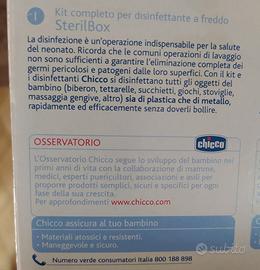 I Kit completo per disinfettante a freddo
SterilBox
La disinfezione è un'operazione indispensabile per la salute
del neonato. Ricorda che le comuni operazioni di lavaggio
non sono sufficienti a garantire l'eliminazione completa dei
germi pericolosi e patogeni dalle loro superfici. Con il kit e
i disinfettanti Chicco si disinfettano tutti gli oggetti del
bambino (biberon, tettarelle, succhietti, giochi, stoviglie,
massaggia gengive, altro) sia di plastica che di metallo,
rapidamente ed efficacemente senza doverli bollire.
OSSERVATORIO
chicco
L'Osservatorio Chicco segue lo sviluppo del bambino nei
primi anni di vita con la collaborazione di mamme,
medici, esperti puericultori, associazioni e asili per
proporre prodotti semplici, sicuri e specifici per ogni
fase della sua crescita.
Per approfondimenti www.chicco.com
Chicco assicura al tuo bambino
- Materiali atossici e resistenti.
- Maneggevole e sicuro.
Numero verde consumatori Italia 800 188 898
subito